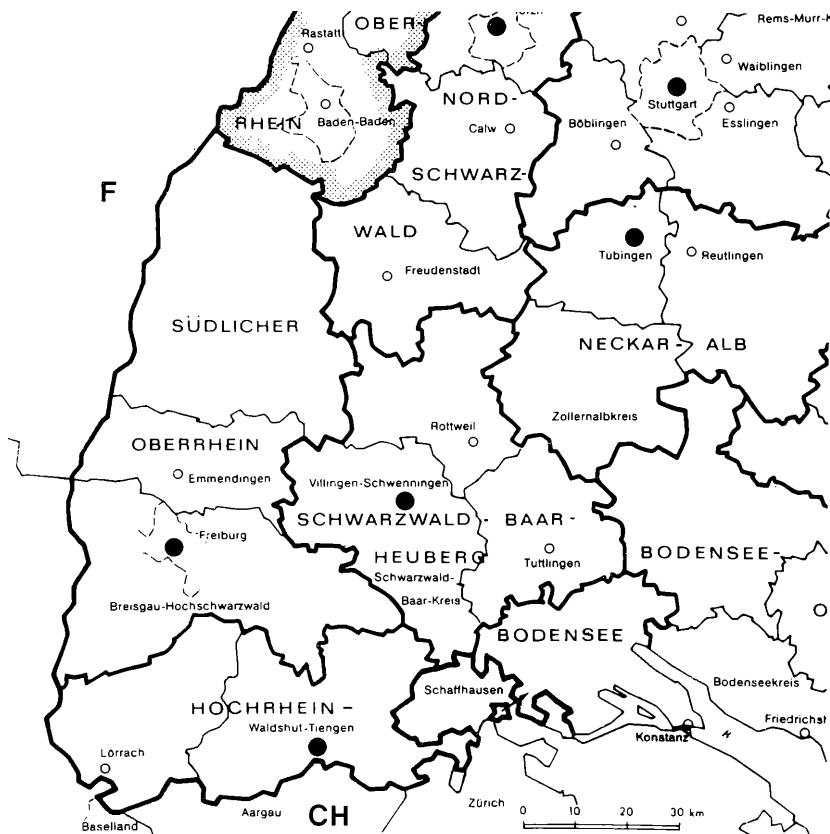 OBER-
Rems-Murr-K
Rastatt
Waiblingen
NORD-
Stuttgart
RHEIN
Baden-Baden
Calw
Böblingen
Esslingen
SCHWARZ-
F
WALD
Tübingen
Reutlingen
Freudenstadt
SÜDLICHER
NECKAR-
ALB
Zollernalbkreis
Rottweil
OBERRHEIN
Emmendingen
Villingen-Schwenningen
SCHWARZWALD-
BAAR-
Freiburg
HEUBERG
Tuttlingen
BODENSEE-
Schwarzwald-
Baar-Kreis
Breisgau-Hochschwarzwald
BODENSEE
Bodenseekreis
Schaffhausen
HOCHRHEIN-
Waldshut-Tiengen
Konstanz
Friedrichsh
Lörrach
Zürich
Aargau
CH
Baselland
0 10 20 30 km